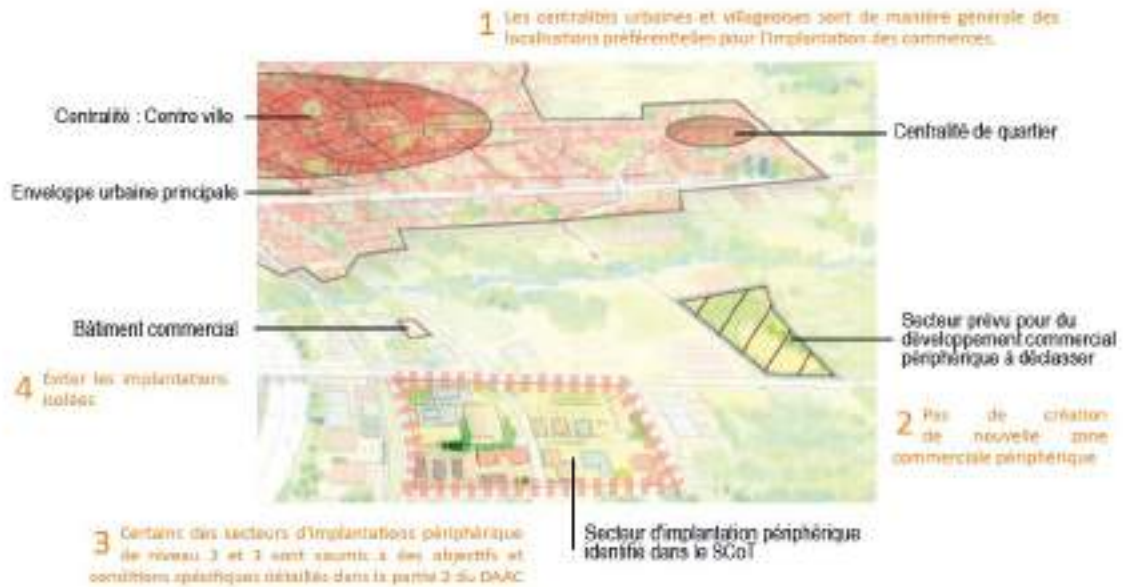 1 Les centralités urbaines et villageoises sont de manière générale des
localisations préférentielles pour l'implantation des commerces.
Centralité : Centre ville
Centralité de quartier
Enveloppe urbaine principale
Bâtiment commercial
Secteur prévu pour du
développement commercial
périphérique à déclasser
4 Éviter les implantations
isolées
2 Pas de création
de nouvelle zone
commerciale périphérique
3 Certains des secteurs d'implantations périphérique
de niveau et 3 sont soumis à des objectifs et
conditions spécifiques détaillés dans la partie 2 du DAAC
Secteur d'implantation périphérique
identifié dans le SCoT